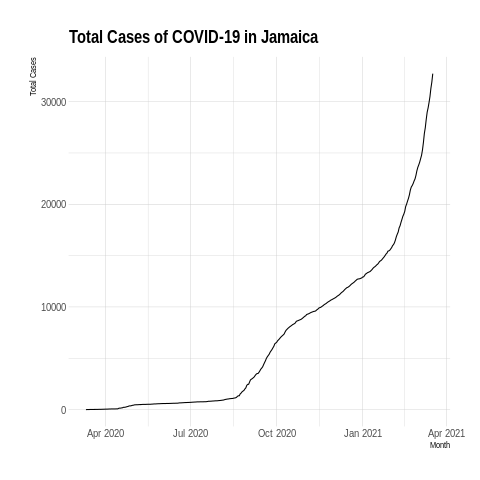 Total Cases of COVID-19 in Jamaica
Total Cases
30000
20000
10000
0
Apr 2020 Jul 2020 Oct 2020 Jan 2021 Apr 2021
Month